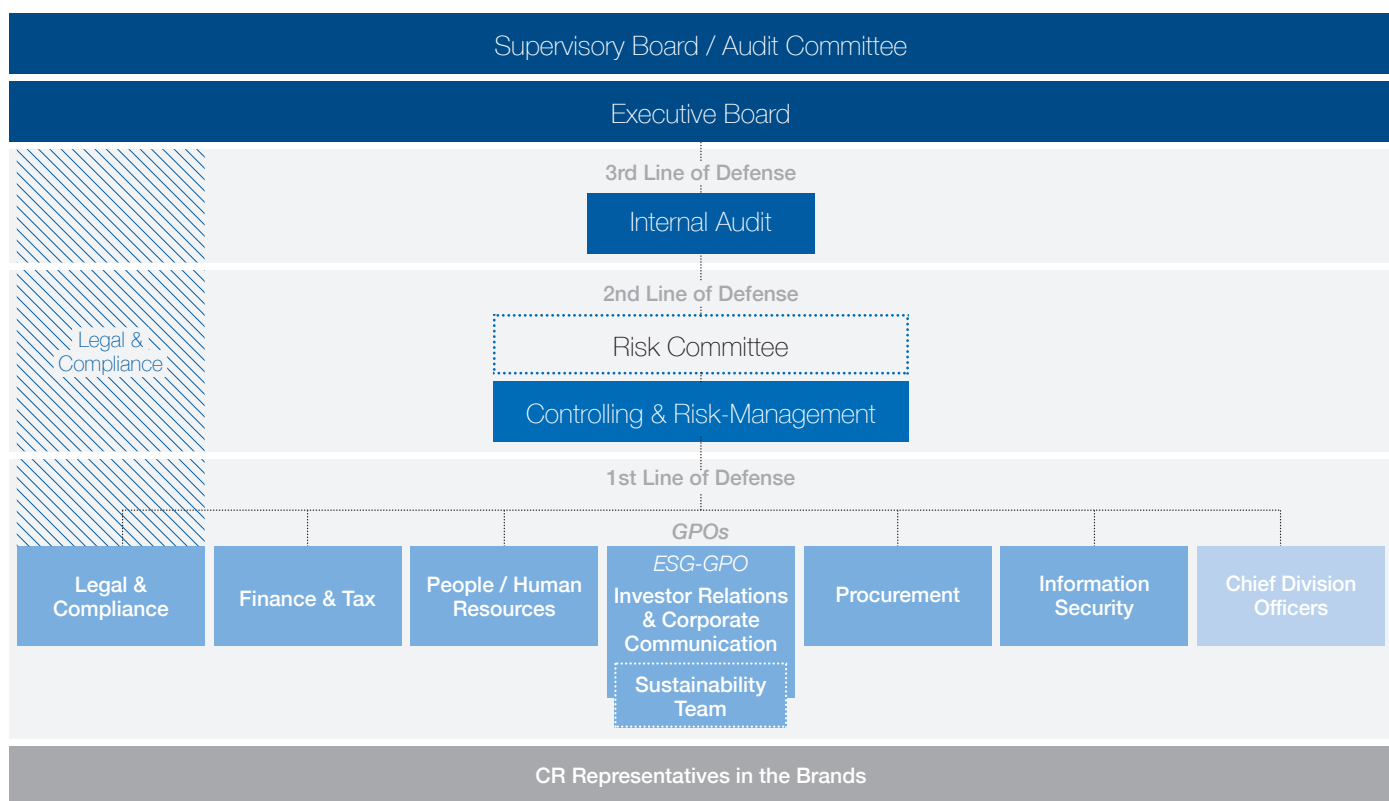 Supervisory Board / Audit Committee
Executive Board
3rd Line of Defense
Internal Audit
2nd Line of Defense
Risk Committee
Legal &
Compliance
Controlling & Risk-Management
1st Line of Defense
GPOs
Legal &
Compliance
Finance & Tax
People / Human
Resources
ESG-GPO
Investor Relations
& Corporate
Communication
Sustainability
Team
Procurement
Information
Security
Chief Division
Officers
CR Representatives in the Brands